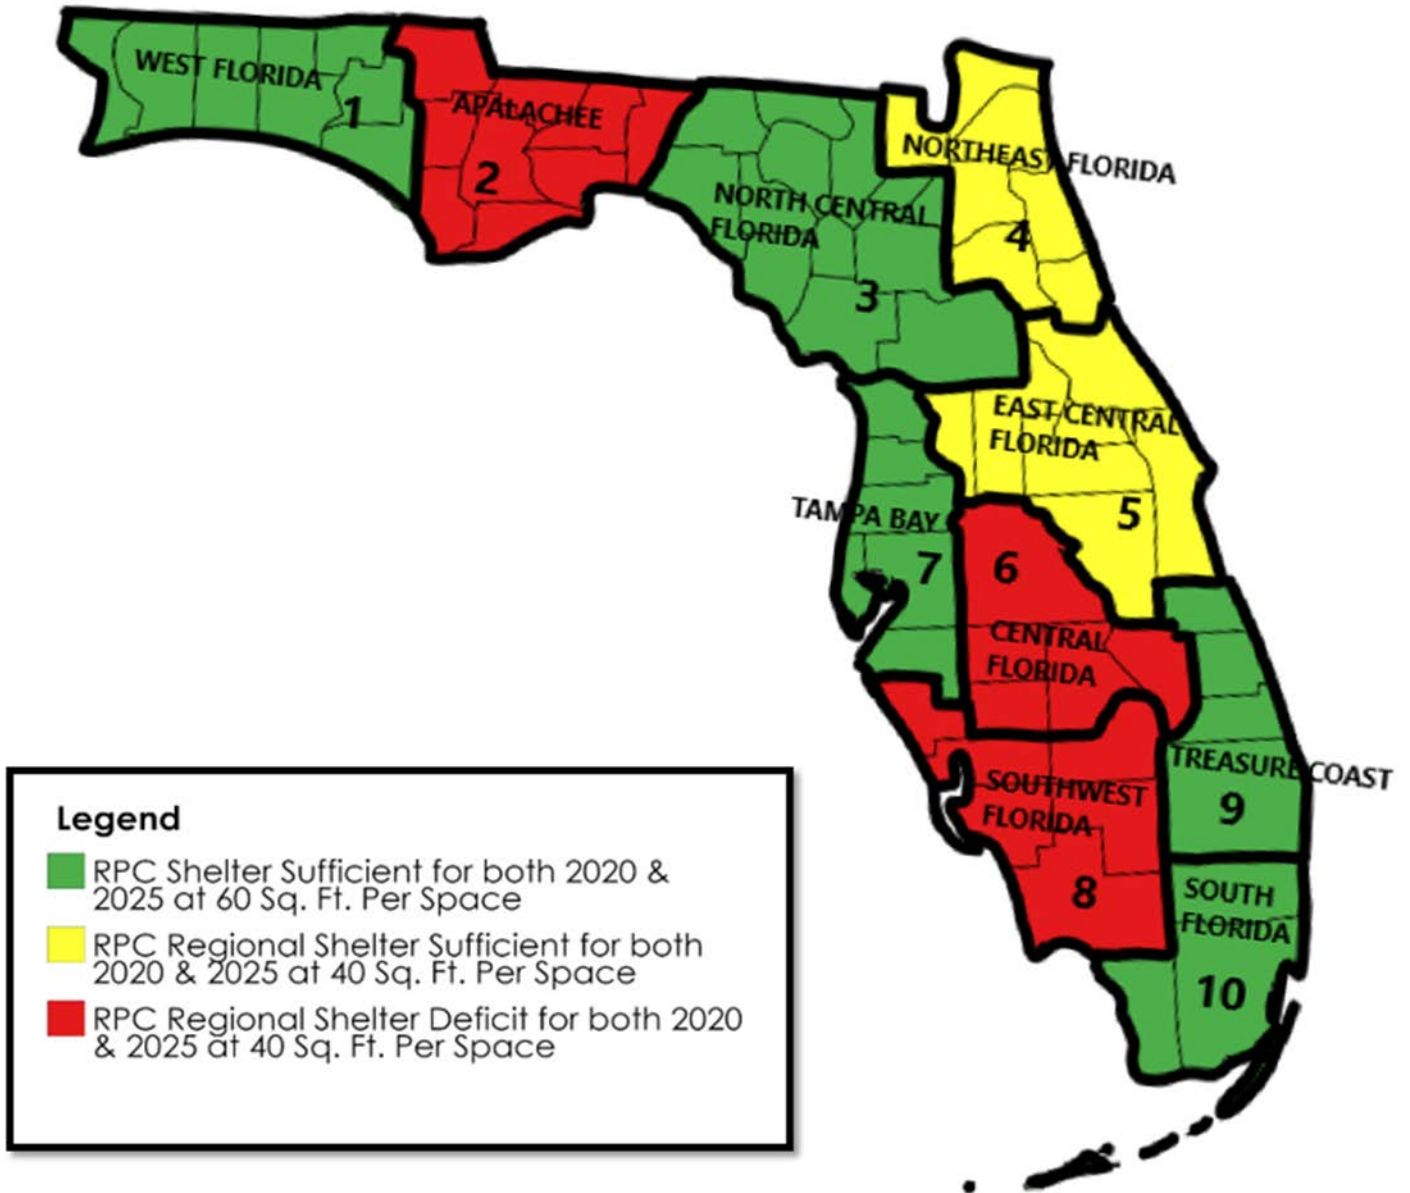 WEST FLORIDA
1
APALACHEE
2
NORTHEAST FLORIDA
NORTH CENTRAL
FLORIDA
4
3
EAST CENTRAL
FLORIDA
5
TAMPA BAY
7
6
CENTRAL
FLORIDA
TREASURE COAST
SOUTHWEST
FLORIDA
9
8
SOUTH
FLORIDA
10
Legend
RPC Shelter Sufficient for both 2020 &
2025 at 60 Sq. Ft. Per Space
RPC Regional Shelter Sufficient for both
2020 & 2025 at 40 Sq. Ft. Per Space
RPC Regional Shelter Deficit for both 2020
& 2025 at 40 Sq. Ft. Per Space